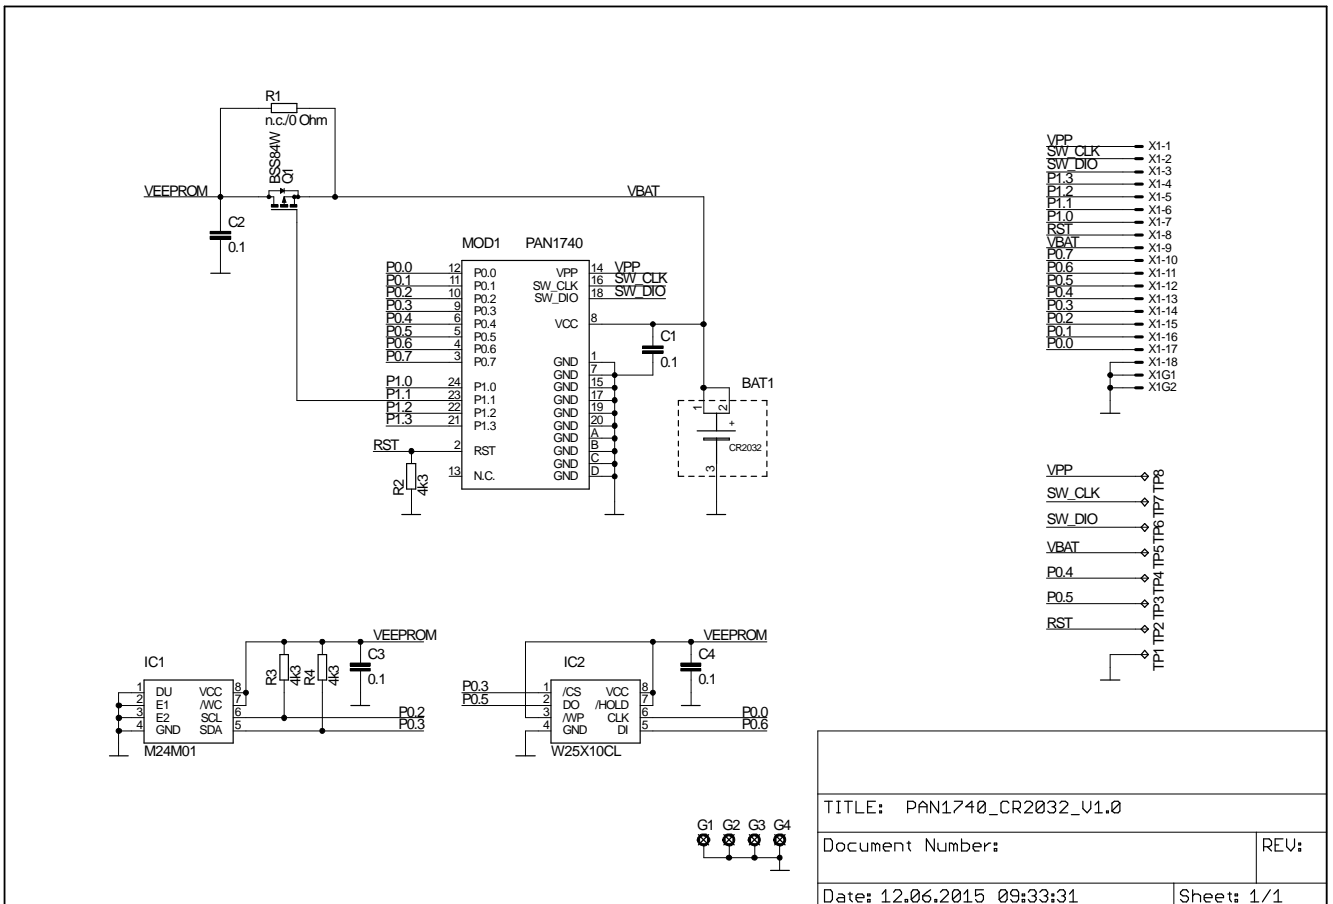 R1
n.c./0 Ohm
BSS84W
Q1
VEEPROM
VBAT
C2
0.1
MOD1 PAN1740
P0.0 12 P0.0
P0.1 11 P0.1
P0.2 10 P0.2
P0.3 9 P0.3
P0.4 6 P0.4
P0.5 5 P0.5
P0.6 4 P0.6
P0.7 3 P0.7
P1.0 24 P1.0
P1.1 23 P1.1
P1.2 22 P1.2
P1.3 21 P1.3
RST 2 RST
13 N.C.
R2
4k3
VPP 14 VPP
SW_CLK 16 SW_CLK
SW_DIO 18 SW_DIO
VCC 8
GND 1
GND 7
GND 15
GND 17
GND 19
GND 20
GND A
GND B
GND C
GND D
C1
0.1
BAT1
1
2
+
CR2032
3
VPP X1-1
SW_CLK X1-2
SW_DIO X1-3
P1.3 X1-4
P1.2 X1-5
P1.1 X1-6
P1.0 X1-7
RST X1-8
VBAT X1-9
P0.7 X1-10
P0.6 X1-11
P0.5 X1-12
P0.4 X1-13
P0.3 X1-14
P0.2 X1-15
P0.1 X1-16
P0.0 X1-17
X1-18
X1G1
X1G2
VPP TP8
SW_CLK TP7
SW_DIO TP6
VBAT TP5
P0.4 TP4
P0.5 TP3
RST TP2
TP1
IC1
1 DU VCC 8
2 E1 /WC 7
3 E2 SCL 6 P0.2
4 GND SDA 5 P0.3
M24M01
R3
4k3
R4
4k3
VEEPROM
C3
0.1
IC2
P0.3 1 /CS VCC 8
P0.5 2 DO /HOLD 7
3 /WP CLK 6 P0.0
4 GND DI 5 P0.6
W25X10CL
VEEPROM
C4
0.1
G1 G2 G3 G4
TITLE: PAN1740_CR2032_V1.0
Document Number:
REV:
Date: 12.06.2015 09:33:31
Sheet: 1/1